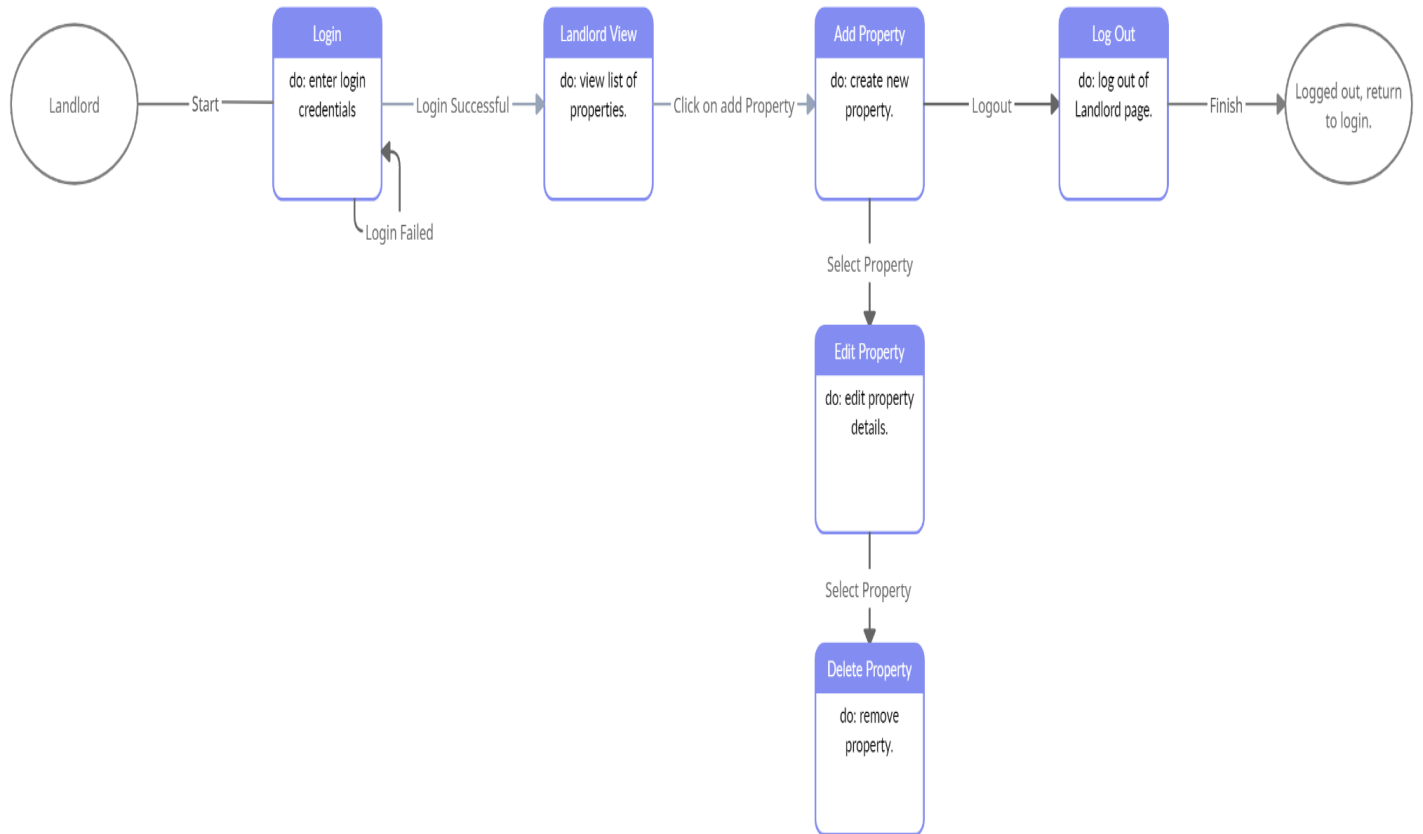 Landlord
Start
Login
do: enter login
credentials
Login Failed
Login Successful
Landlord View
do: view list of
properties.
Click on add Property
Add Property
do: create new
property.
Logout
Log Out
do: log out of
Landlord page.
Finish
Logged out, return
to login.
Select Property
Edit Property
do: edit property
details.
Select Property
Delete Property
do: remove
property.